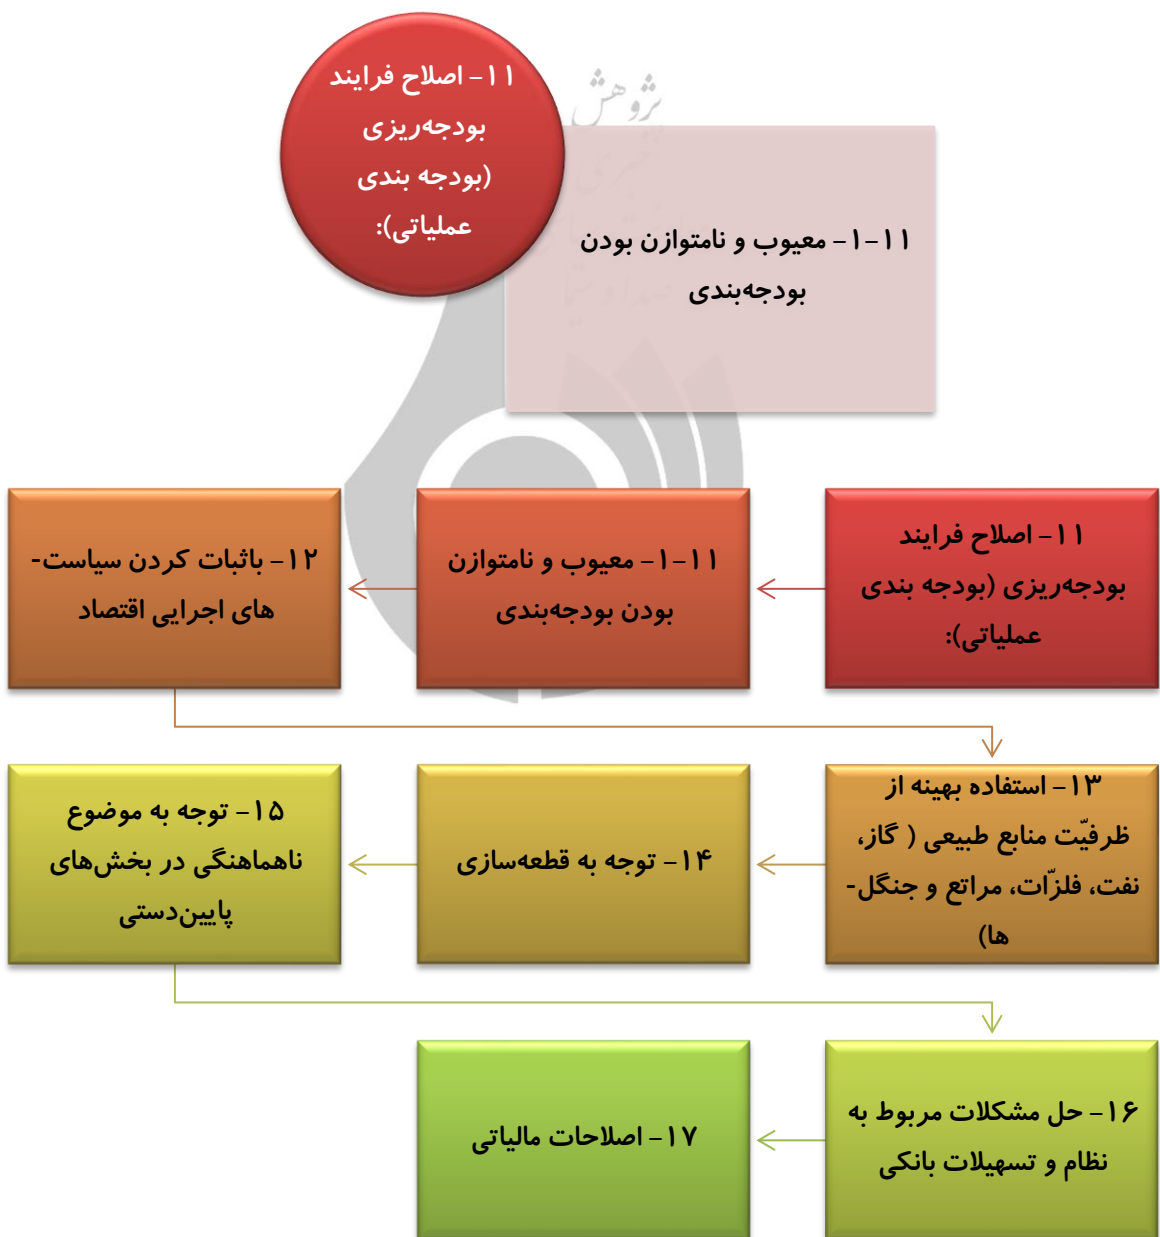 ۱۱- اصلاح فرایند
بودجه‌ریزی
(بودجه بندی
عملیاتی):
پژوهش
خبری
صدا و سیما
۱-۱۱- معیوب و نامتوازن بودن
بودجه‌بندی
۱۱- اصلاح فرایند
بودجه‌ریزی (بودجه بندی
عملیاتی):
۱-۱۱- معیوب و نامتوازن
بودن بودجه‌بندی
۱۲- باثبات کردن سیاست-
های اجرایی اقتصاد
۱۳- استفاده بهینه از
ظرفیّت منابع طبیعی ( گاز،
نفت، فلزّات، مراتع و جنگل-
ها)
۱۴- توجه به قطعه‌سازی
۱۵- توجه به موضوع
ناهماهنگی در بخش‌های
پایین‌دستی
۱۶- حل مشکلات مربوط به
نظام و تسهیلات بانکی
۱۷- اصلاحات مالیاتی